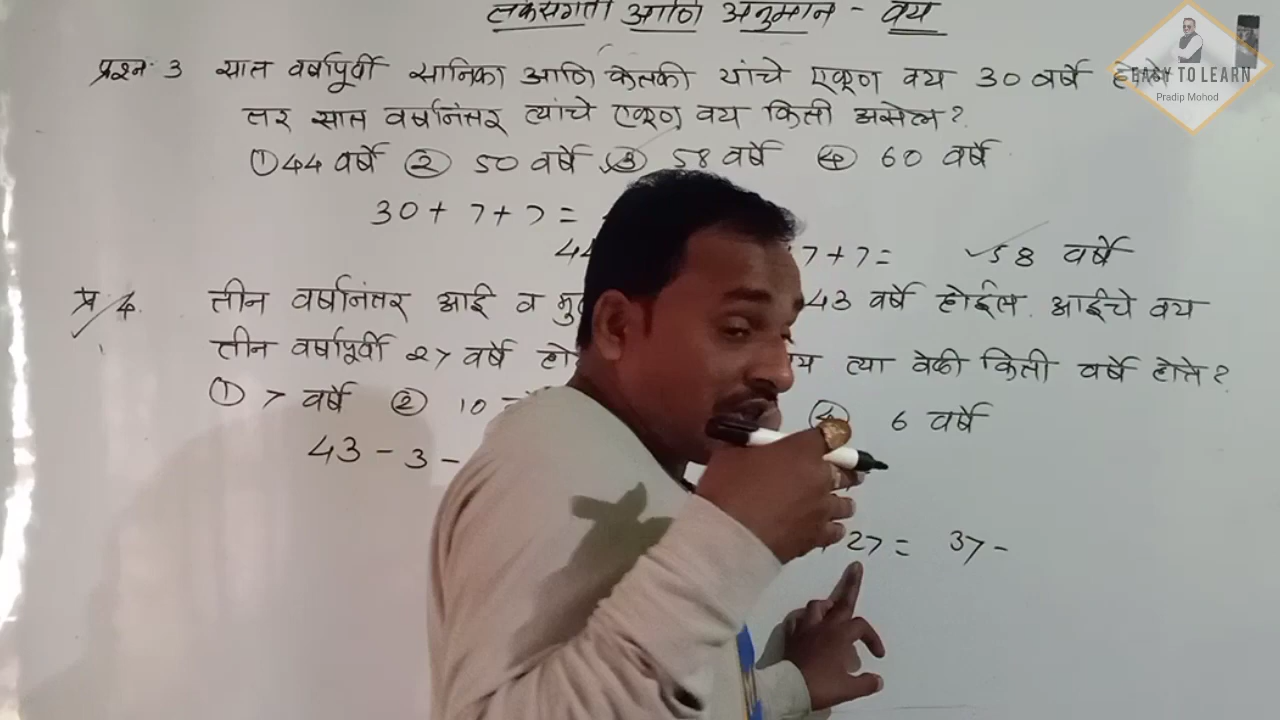 तर्कसंगती आणि अनुमान - वय
प्रश्न 3 सात वर्षापूर्वी सानिका आणि केतकी यांचे एकूण वय 30 वर्षे होते
तर सात वर्षानंतर त्यांचे एकूण वय किती असेल?
① 44 वर्षे ② 50 वर्षे ③ 58 वर्षे ④ 60 वर्षे
30 + 7 + 7 =
44 7 + 7 = 58 वर्षे
प्र 4. तीन वर्षानंतर आई व 43 वर्षे होईल. आईचे वय
तीन वर्षापूर्वी 27 वर्षे त्या वेळी किती वर्षे होते?
① 7 वर्षे ② 10 ④ 6 वर्षे
43 - 3 -
27 = 37 -
EASY TO LEARN
Pradip Mohod